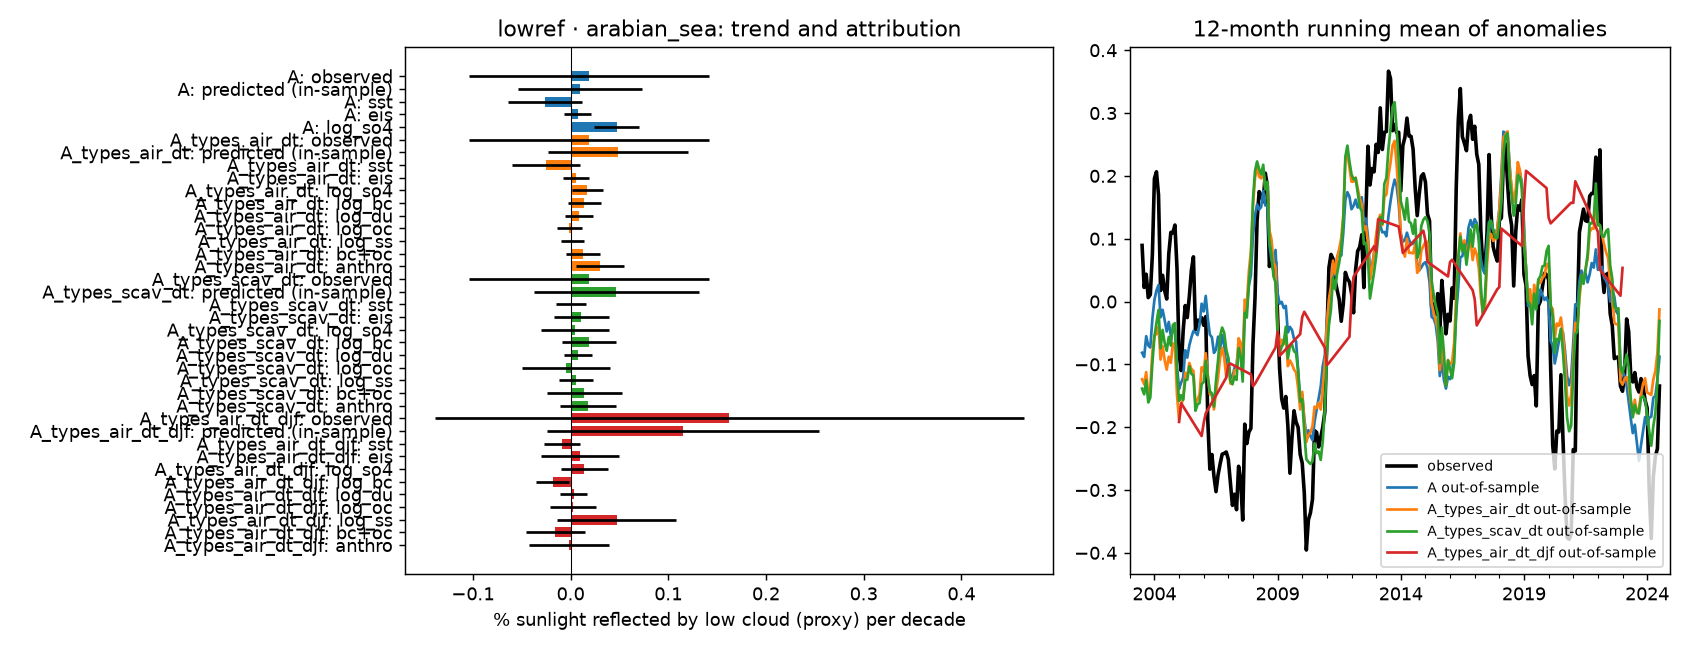 lowref · arabian_sea: trend and attribution
A: observed
A: predicted (in-sample)
A: sst
A: eis
A: log_so4
A_types_air_dt: observed
A_types_air_dt: predicted (in-sample)
A_types_air_dt: sst
A_types_air_dt: eis
A_types_air_dt: log_so4
A_types_air_dt: log_bc
A_types_air_dt: log_du
A_types_air_dt: log_oc
A_types_air_dt: log_ss
A_types_air_dt: bc+oc
A_types_air_dt: anthro
A_types_scav_dt: observed
A_types_scav_dt: predicted (in-sample)
A_types_scav_dt: sst
A_types_scav_dt: eis
A_types_scav_dt: log_so4
A_types_scav_dt: log_bc
A_types_scav_dt: log_du
A_types_scav_dt: log_oc
A_types_scav_dt: log_ss
A_types_scav_dt: bc+oc
A_types_scav_dt: anthro
A_types_air_dt_djf: observed
A_types_air_dt_djf: predicted (in-sample)
A_types_air_dt_djf: sst
A_types_air_dt_djf: eis
A_types_air_dt_djf: log_so4
A_types_air_dt_djf: log_bc
A_types_air_dt_djf: log_du
A_types_air_dt_djf: log_oc
A_types_air_dt_djf: log_ss
A_types_air_dt_djf: bc+oc
A_types_air_dt_djf: anthro
−0.1 0.0 0.1 0.2 0.3 0.4
% sunlight reflected by low cloud (proxy) per decade
12-month running mean of anomalies
0.4
0.3
0.2
0.1
0.0
−0.1
−0.2
−0.3
−0.4
observed
A out-of-sample
A_types_air_dt out-of-sample
A_types_scav_dt out-of-sample
A_types_air_dt_djf out-of-sample
2004 2009 2014 2019 2024